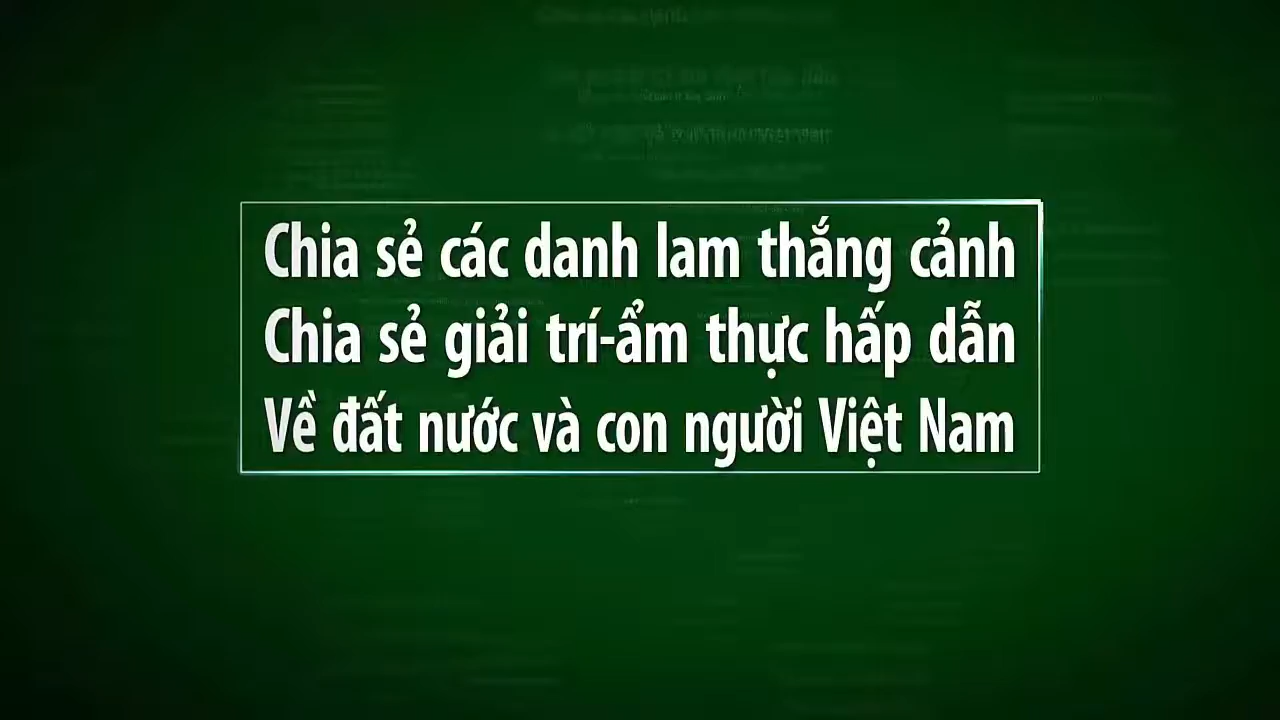 Chia sẻ các danh lam thắng cảnh
Chia sẻ giải trí-ẩm thực hấp dẫn
Về đất nước và con người Việt Nam